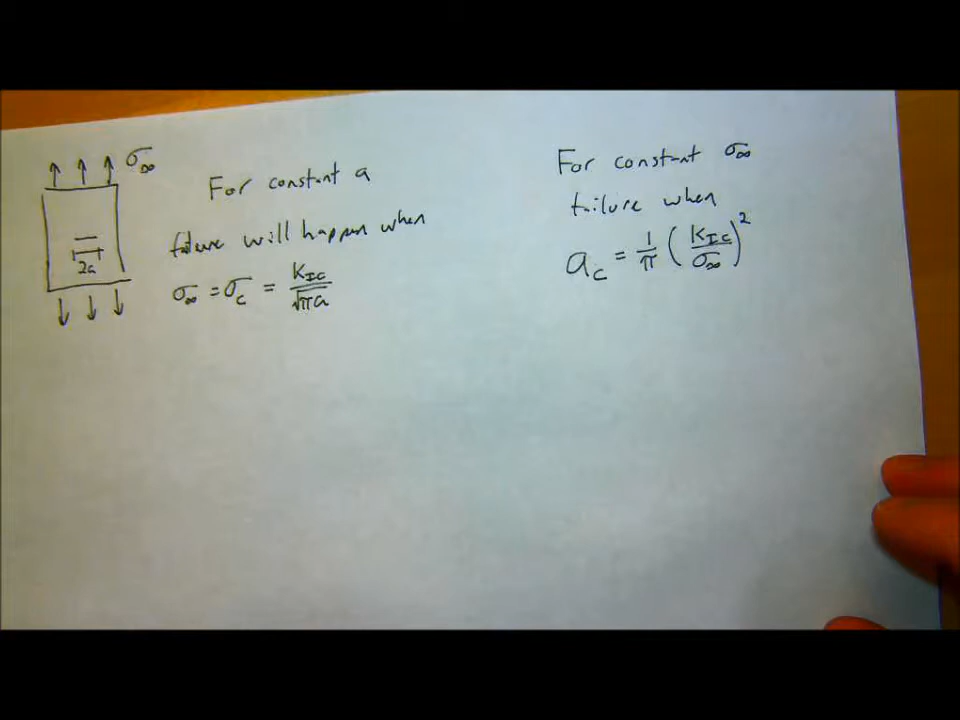 σ∞
2a
For constant a
failure will happen when
σ∞ = σc = KIc / √πa
For constant σ∞
failure when
ac = 1/π (KIc / σ∞)²